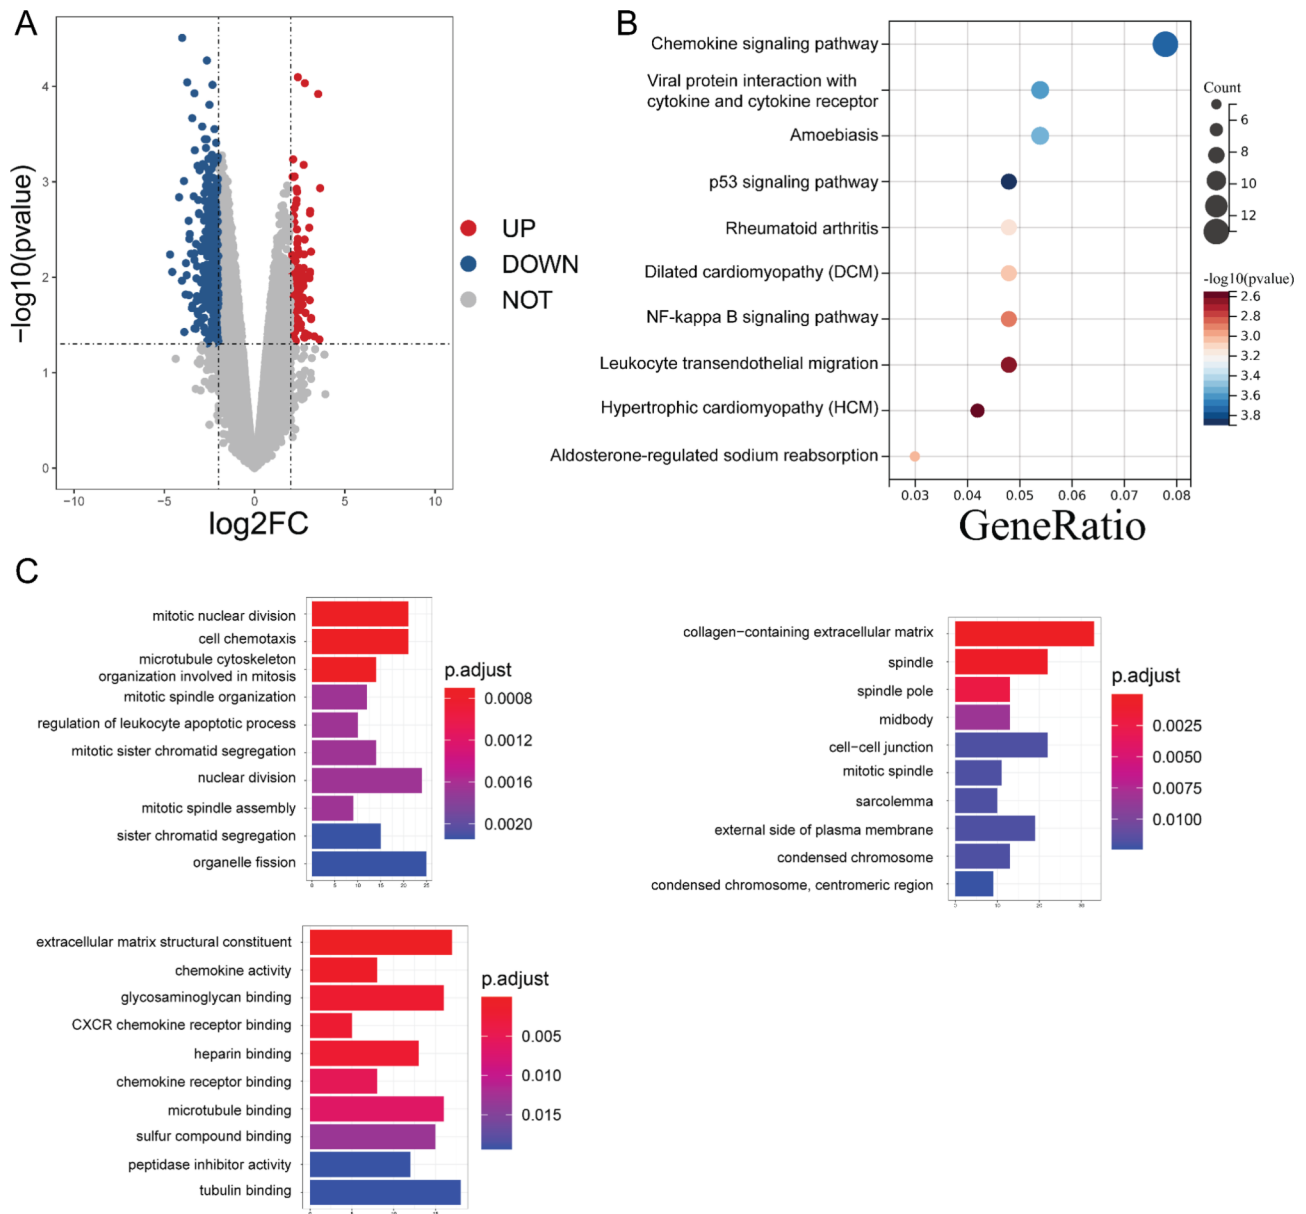 A
−log10(pvalue)
4
3
2
1
0
−10
−5
0
5
10
log2FC
UP
DOWN
NOT
B
Chemokine signaling pathway
Viral protein interaction with
cytokine and cytokine receptor
Amoebiasis
p53 signaling pathway
Rheumatoid arthritis
Dilated cardiomyopathy (DCM)
NF-kappa B signaling pathway
Leukocyte transendothelial migration
Hypertrophic cardiomyopathy (HCM)
Aldosterone-regulated sodium reabsorption
0.03
0.04
0.05
0.06
0.07
0.08
GeneRatio
Count
6
8
10
12
-log10(pvalue)
2.6
2.8
3.0
3.2
3.4
3.6
3.8
C
mitotic nuclear division
cell chemotaxis
microtubule cytoskeleton
organization involved in mitosis
mitotic spindle organization
regulation of leukocyte apoptotic process
mitotic sister chromatid segregation
nuclear division
mitotic spindle assembly
sister chromatid segregation
organelle fission
0
5
10
15
20
25
p.adjust
0.0008
0.0012
0.0016
0.0020
collagen−containing extracellular matrix
spindle
spindle pole
midbody
cell−cell junction
mitotic spindle
sarcolemma
external side of plasma membrane
condensed chromosome
condensed chromosome, centromeric region
0
10
20
30
p.adjust
0.0025
0.0050
0.0075
0.0100
extracellular matrix structural constituent
chemokine activity
glycosaminoglycan binding
CXCR chemokine receptor binding
heparin binding
chemokine receptor binding
microtubule binding
sulfur compound binding
peptidase inhibitor activity
tubulin binding
p.adjust
0.005
0.010
0.015